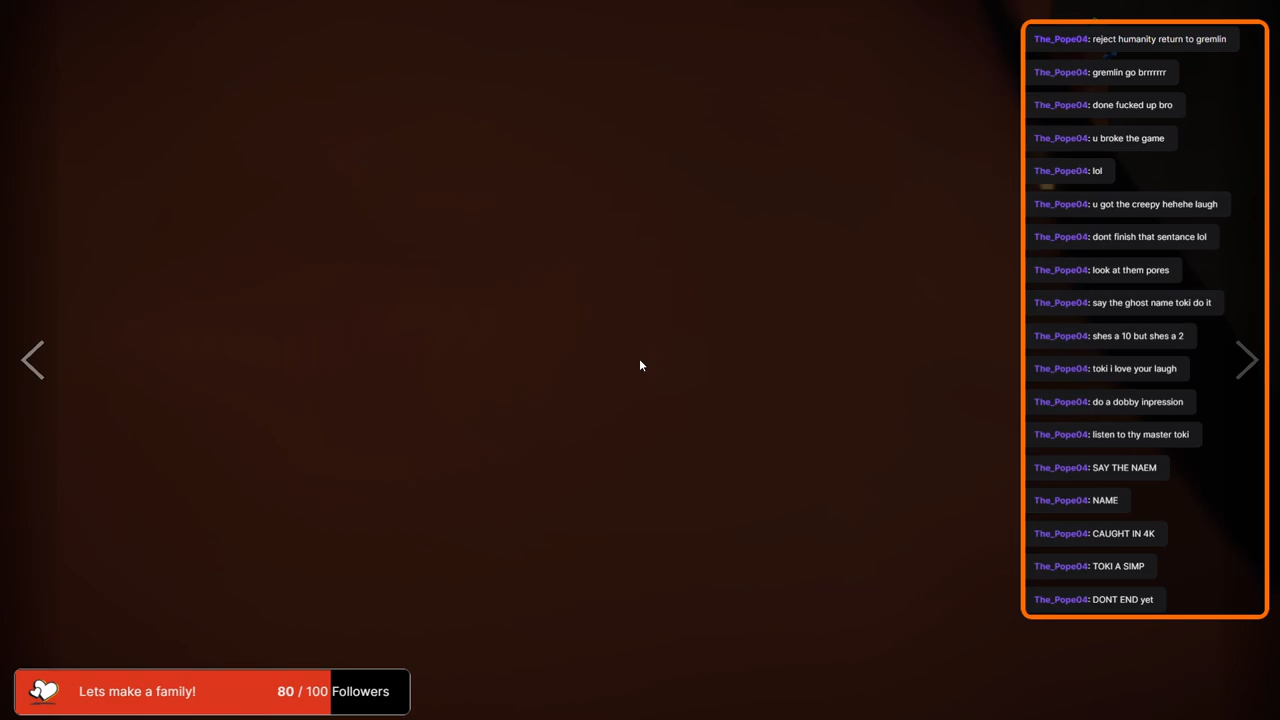 The_Pope04: reject humanity return to gremlin
The_Pope04: gremlin go brrrrrrr
The_Pope04: done fucked up bro
The_Pope04: u broke the game
The_Pope04: lol
The_Pope04: u got the creepy hehehe laugh
The_Pope04: dont finish that sentance lol
The_Pope04: look at them pores
The_Pope04: say the ghost name toki do it
The_Pope04: shes a 10 but shes a 2
The_Pope04: toki i love your laugh
The_Pope04: do a dobby inpression
The_Pope04: listen to thy master toki
The_Pope04: SAY THE NAEM
The_Pope04: NAME
The_Pope04: CAUGHT IN 4K
The_Pope04: TOKI A SIMP
The_Pope04: DONT END yet
Lets make a family! 80 / 100 Followers